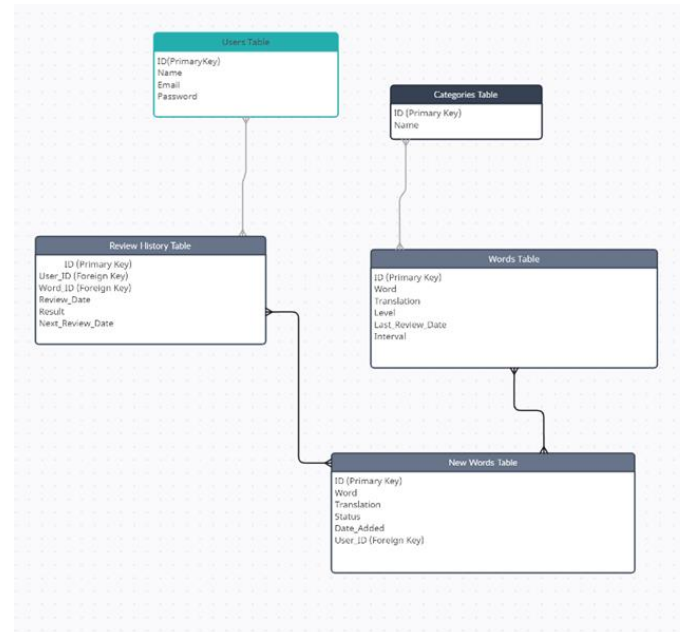 Users Table
ID(PrimaryKey)
Name
Email
Password
Categories Table
ID (Primary Key)
Name
Review History Table
ID (Primary Key)
User_ID (Foreign Key)
Word_ID (Foreign Key)
Review_Date
Result
Next_Review_Date
Words Table
ID (Primary Key)
Word
Translation
Level
Last_Review_Date
Interval
New Words Table
ID (Primary Key)
Word
Translation
Status
Date_Added
User_ID (Foreign Key)